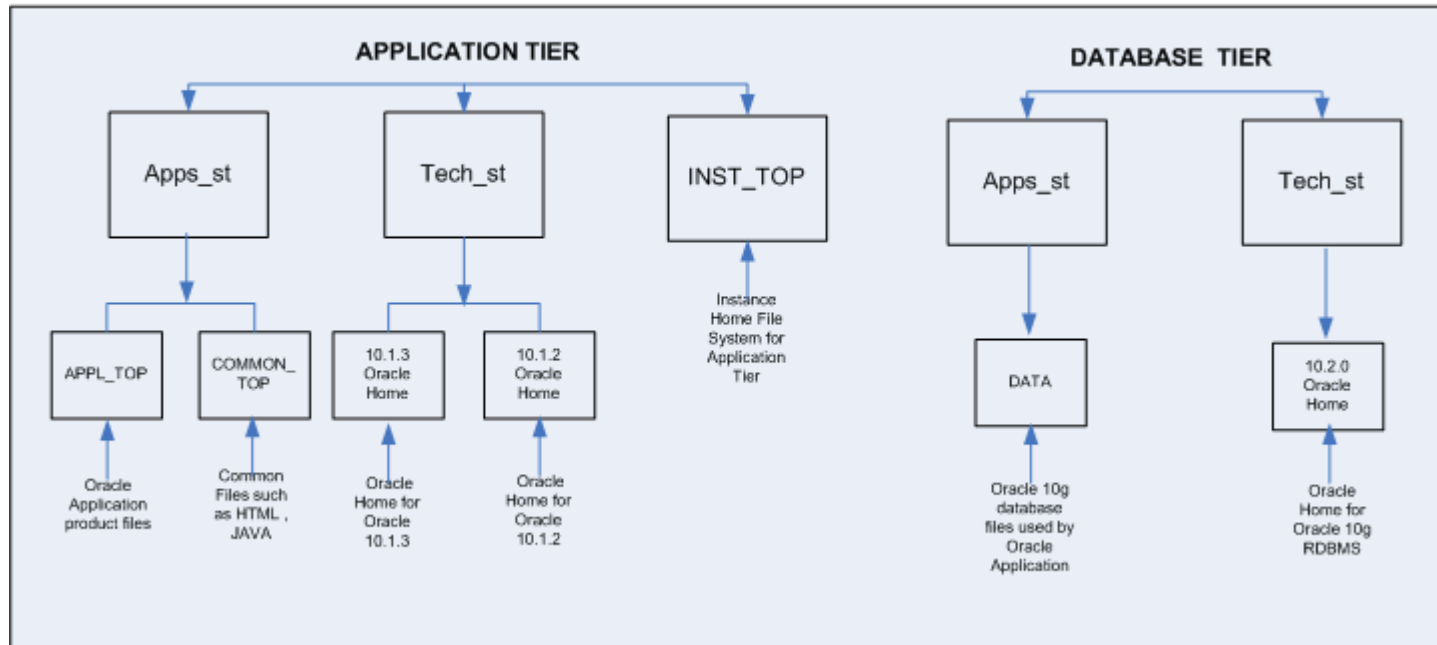 APPLICATION TIER
DATABASE TIER
Apps_st
Tech_st
INST_TOP
Apps_st
Tech_st
APPL_TOP
COMMON_
TOP
10.1.3
Oracle
Home
10.1.2
Oracle
Home
Instance
Home File
System for
Application
Tier
DATA
10.2.0
Oracle
Home
Oracle
Application
product files
Common
Files such
as HTML ,
JAVA
Oracle
Home for
Oracle
10.1.3
Oracle
Home for
Oracle
10.1.2
Oracle 10g
database
files used by
Oracle
Application
Oracle
Home for
Oracle 10g
RDBMS